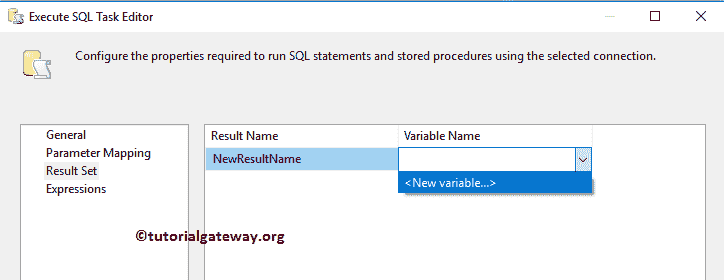 Execute SQL Task Editor
Configure the properties required to run SQL statements and stored procedures using the selected connection.
General
Parameter Mapping
Result Set
Expressions
Result Name Variable Name
NewResultName
<New variable...>
©tutorialgateway.org